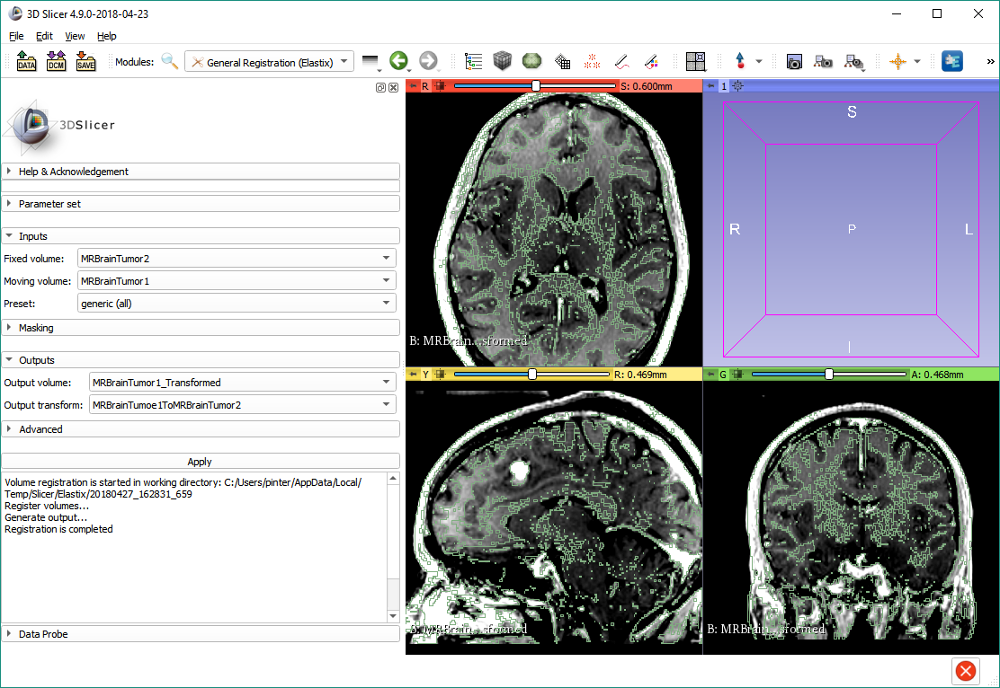 3D Slicer 4.9.0-2018-04-23
File Edit View Help
DATA DCM SAVE Modules: General Registration (Elastix)
3DSlicer
Help & Acknowledgement
Parameter set
Inputs
Fixed volume: MRBrainTumor2
Moving volume: MRBrainTumor1
Preset: generic (all)
Masking
Outputs
Output volume: MRBrainTumor1_Transformed
Output transform: MRBrainTumoe1ToMRBrainTumor2
Advanced
Apply
Volume registration is started in working directory: C:/Users/pinter/AppData/Local/
Temp/Slicer/Elastix/20180427_162831_659
Register volumes...
Generate output...
Registration is completed
Data Probe
R S: 0.600mm
B: MRBrain...sformed
1
S
R P L
I
Y R: 0.469mm
B: MRBrain...sformed
G A: 0.468mm
B: MRBrain...sformed